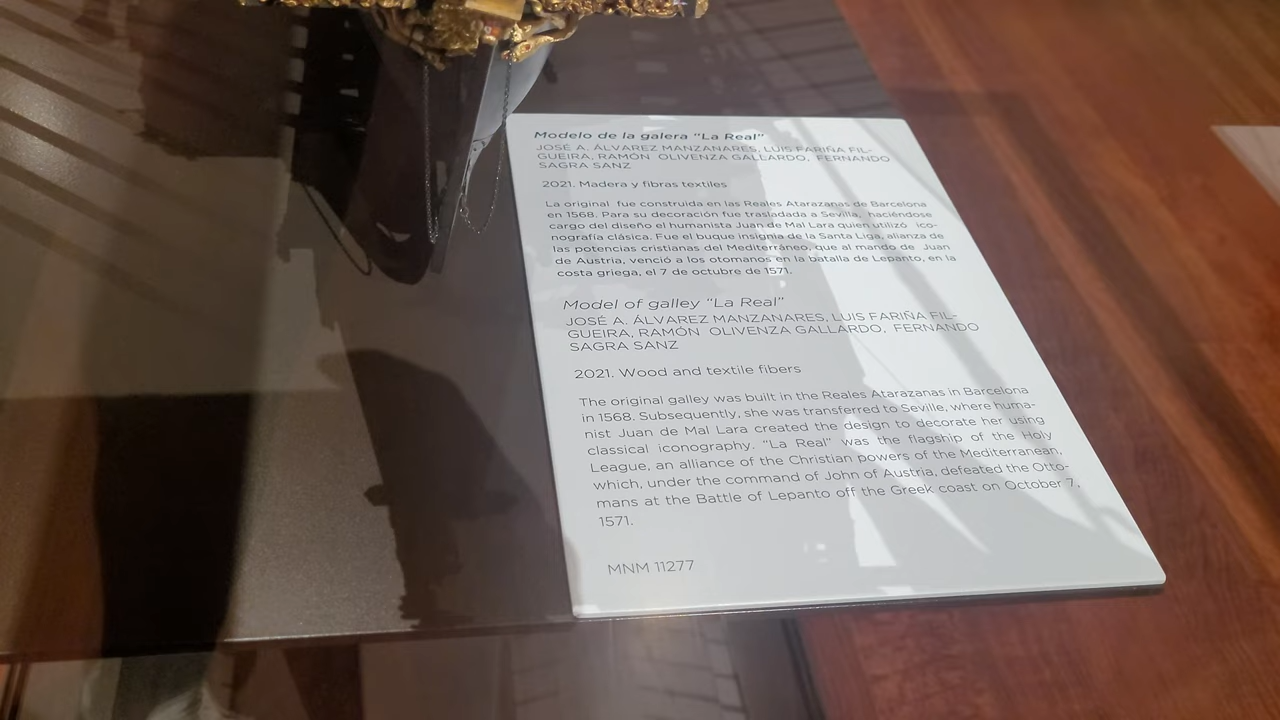 Modelo de la galera “La Real”
JOSÉ A. ÁLVAREZ MANZANARES, LUIS FARIÑA FIL-
GUEIRA, RAMÓN OLIVENZA GALLARDO, FERNANDO
SAGRA SANZ
2021. Madera y fibras textiles
La original fue construida en las Reales Atarazanas de Barcelona
en 1568. Para su decoración fue trasladada a Sevilla, haciéndose
cargo del diseño el humanista Juan de Mal Lara quien utilizó ico-
nografía clásica. Fue el buque insignia de la Santa Liga, alianza de
las potencias cristianas del Mediterráneo, que al mando de Juan
de Austria, venció a los otomanos en la batalla de Lepanto, en la
costa griega, el 7 de octubre de 1571.
Model of galley “La Real”
JOSÉ A. ÁLVAREZ MANZANARES, LUIS FARIÑA FIL-
GUEIRA, RAMÓN OLIVENZA GALLARDO, FERNANDO
SAGRA SANZ
2021. Wood and textile fibers
The original galley was built in the Reales Atarazanas in Barcelona
in 1568. Subsequently, she was transferred to Seville, where huma-
nist Juan de Mal Lara created the design to decorate her using
classical iconography. “La Real” was the flagship of the Holy
League, an alliance of the Christian powers of the Mediterranean,
which, under the command of John of Austria, defeated the Otto-
mans at the Battle of Lepanto off the Greek coast on October 7,
1571.
MNM 11277